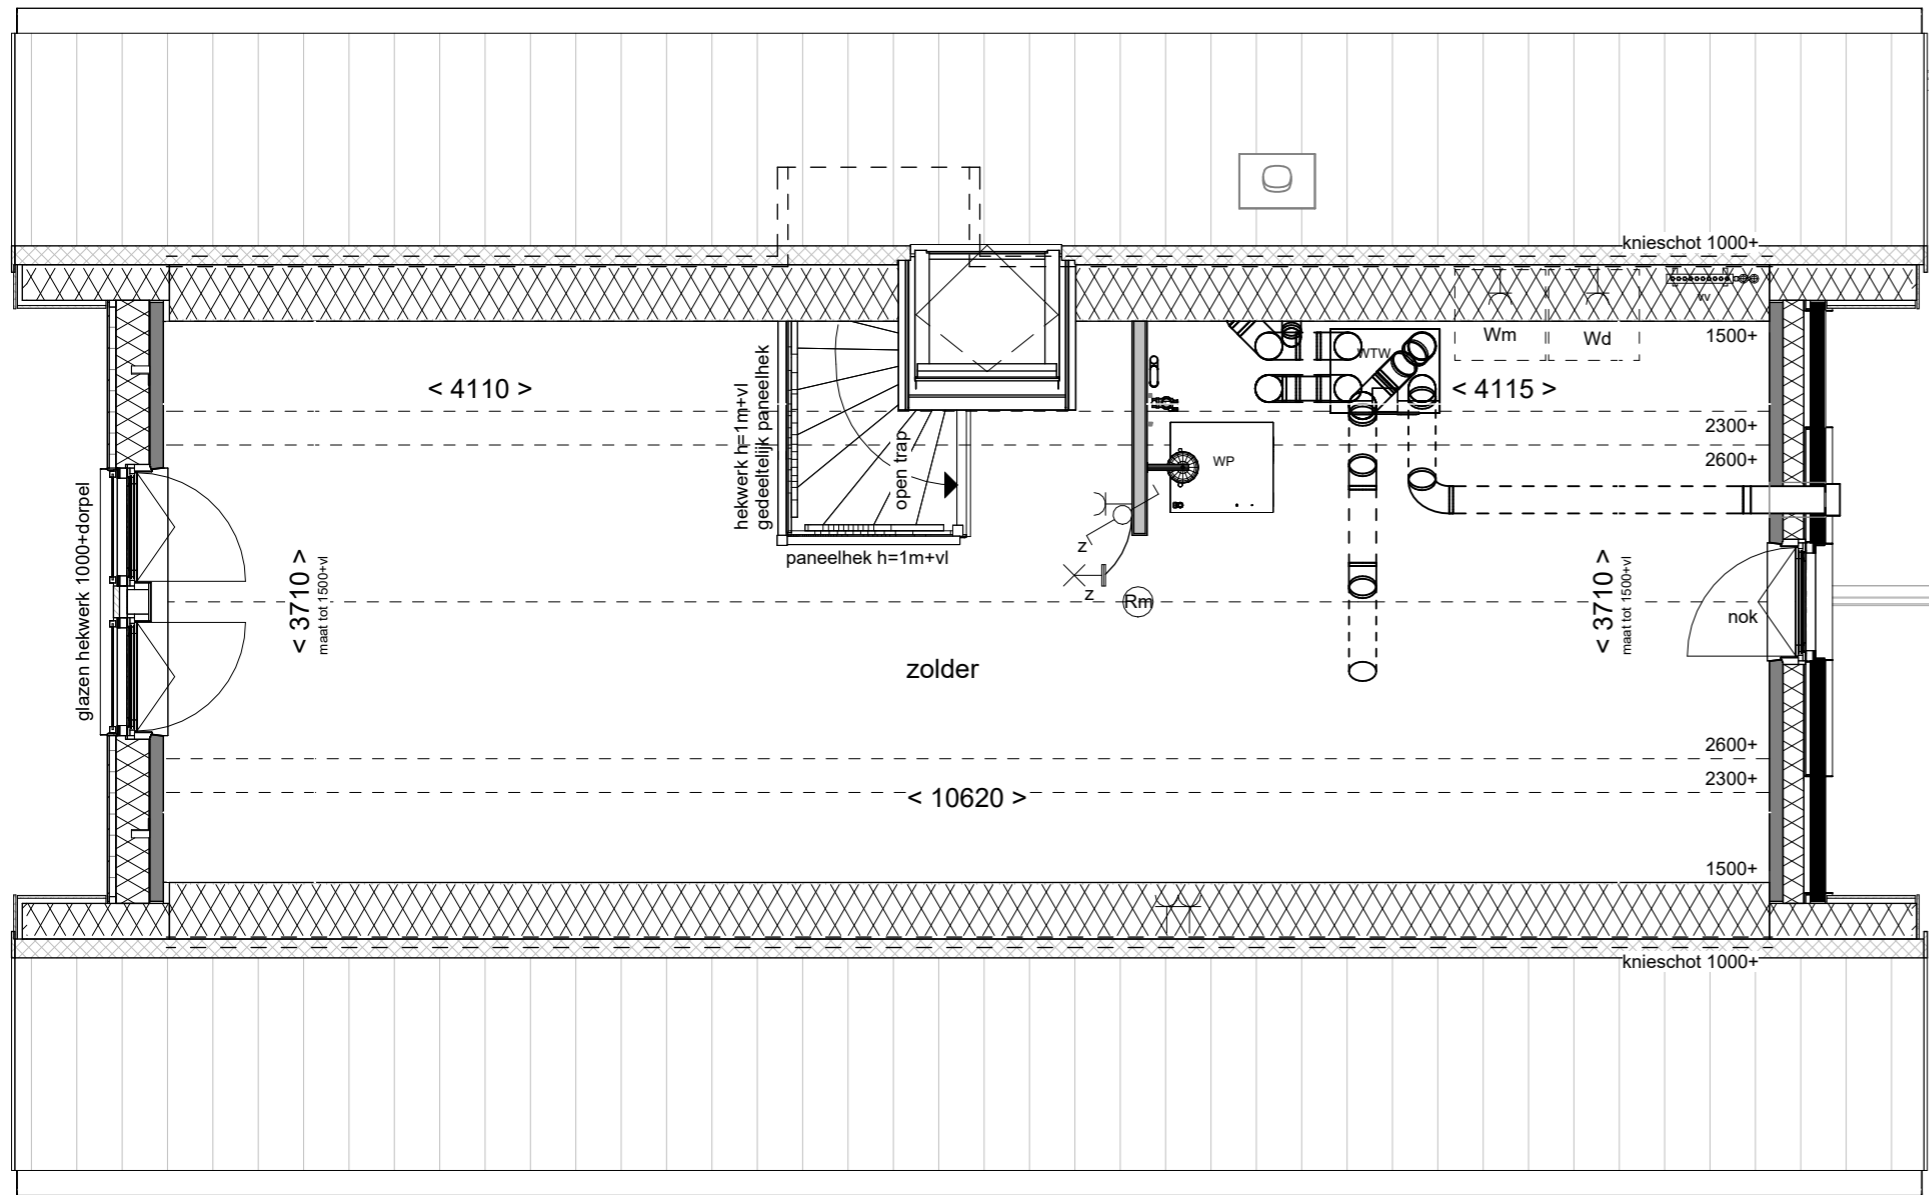 knieschot 1000+
vv
Wm
Wd
1500+
WTW
< 4110 >
< 4115 >
hekwerk h=1m+vl
gedeeltelijk paneelhek
open trap
2300+
2600+
WP
glazen hekwerk 1000+dorpel
paneelhek h=1m+vl
z
z
Rm
< 3710 >
maat tot 1500+vl
< 3710 >
maat tot 1500+vl
nok
zolder
2600+
2300+
< 10620 >
1500+
knieschot 1000+